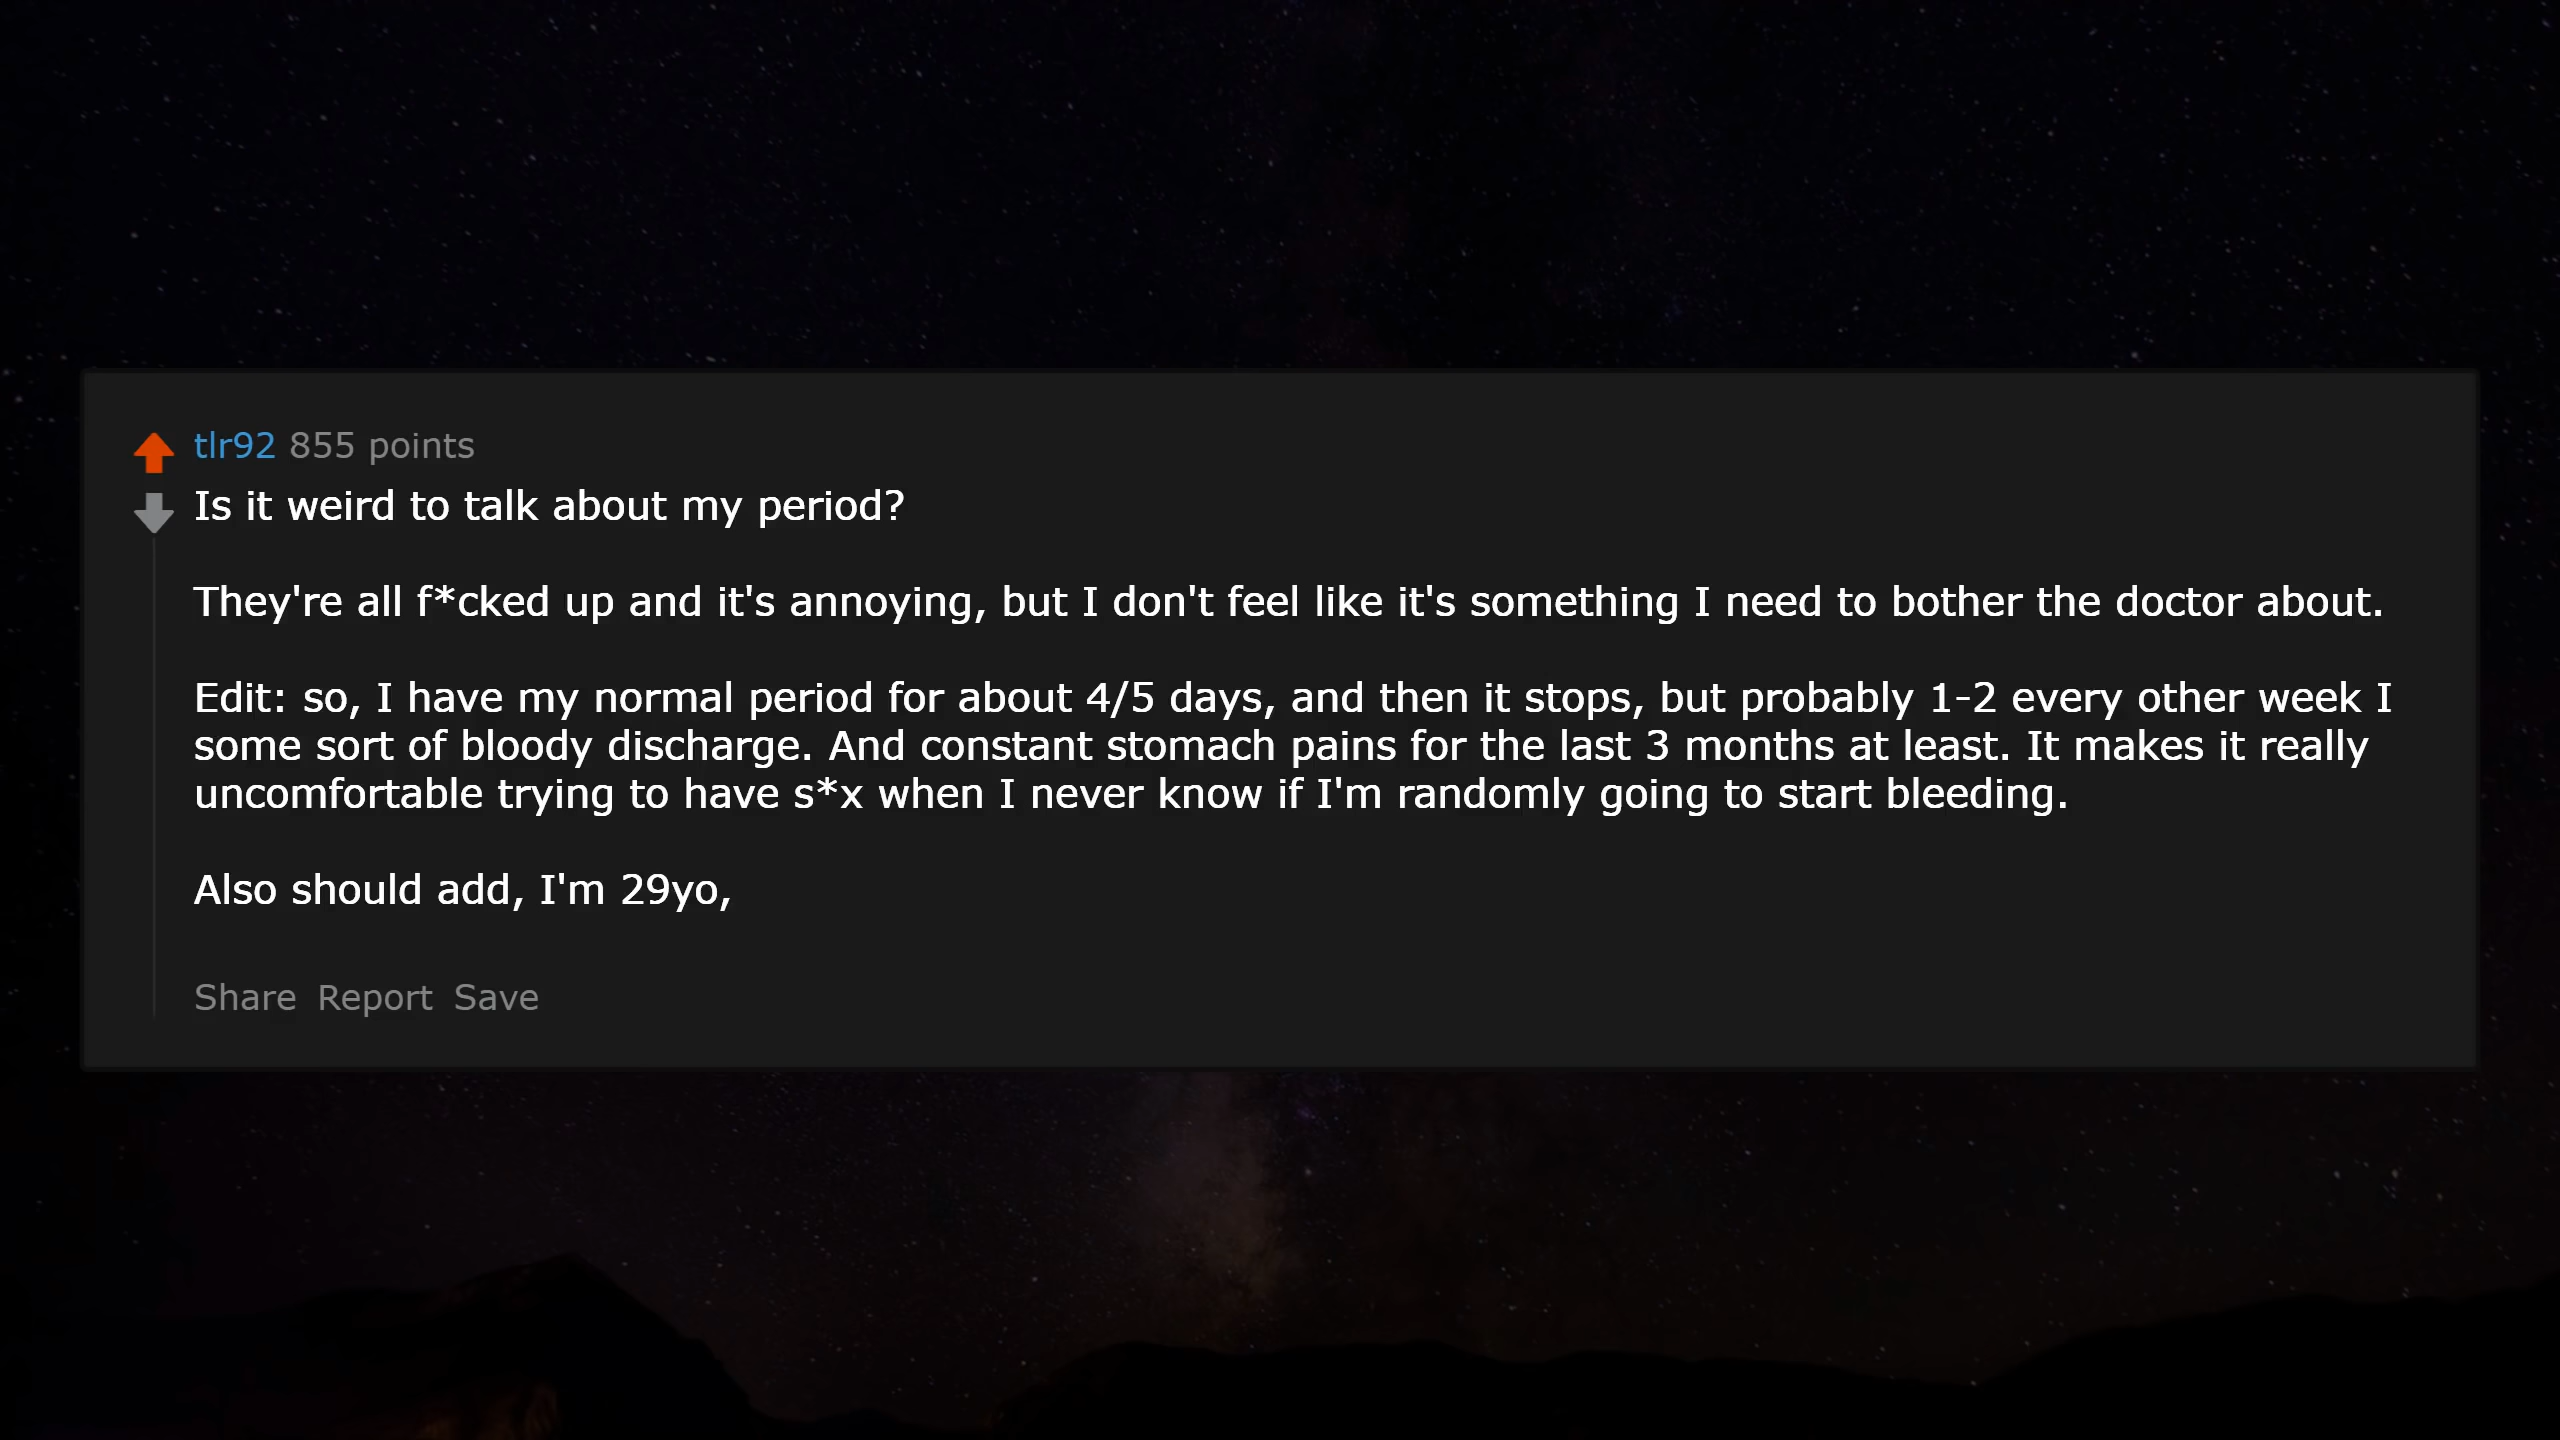 tlr92 855 points
Is it weird to talk about my period?
They're all f*cked up and it's annoying, but I don't feel like it's something I need to bother the doctor about.
Edit: so, I have my normal period for about 4/5 days, and then it stops, but probably 1-2 every other week I
some sort of bloody discharge. And constant stomach pains for the last 3 months at least. It makes it really
uncomfortable trying to have s*x when I never know if I'm randomly going to start bleeding.
Also should add, I'm 29yo,
Share Report Save